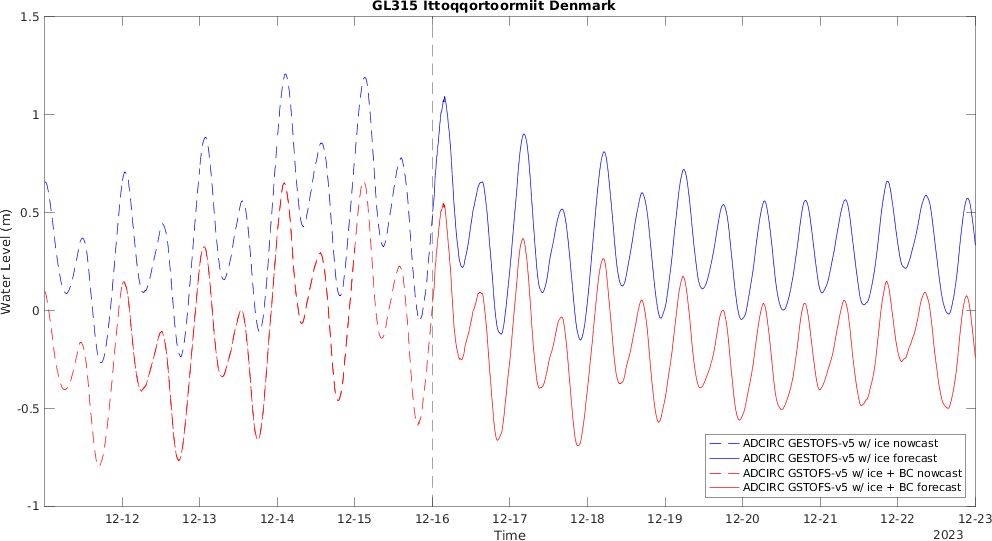 GL315 Ittoqqortoormiit Denmark
1.5
1
0.5
0
-0.5
-1
Water Level (m)
12-12 12-13 12-14 12-15 12-16 12-17 12-18 12-19 12-20 12-21 12-22 12-23
Time
2023
ADCIRC GESTOFS-v5 w/ ice nowcast
ADCIRC GESTOFS-v5 w/ ice forecast
ADCIRC GSTOFS-v5 w/ ice + BC nowcast
ADCIRC GSTOFS-v5 w/ ice + BC forecast